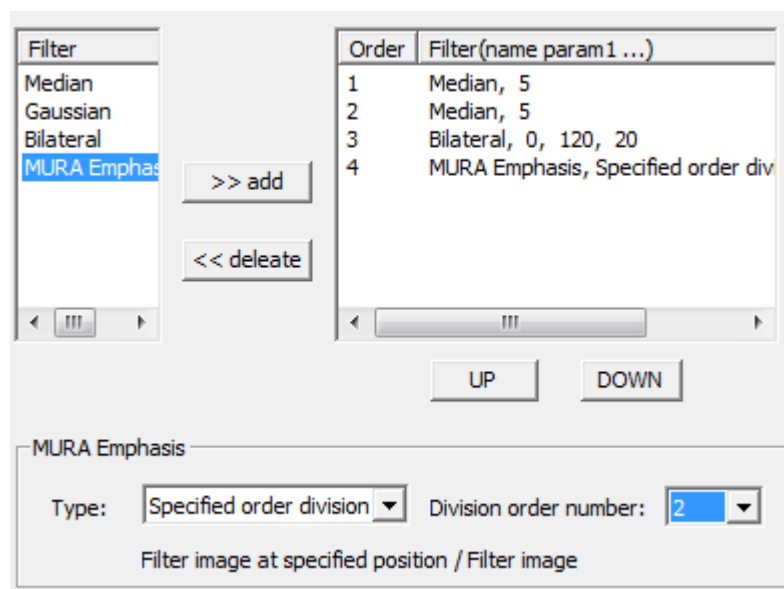 Filter
Median
Gaussian
Bilateral
MURA Emphas
>> add
<< deleate
Order Filter(name param1 ...)
1 Median, 5
2 Median, 5
3 Bilateral, 0, 120, 20
4 MURA Emphasis, Specified order divi
UP DOWN
MURA Emphasis
Type: Specified order division Division order number: 2
Filter image at specified position / Filter image